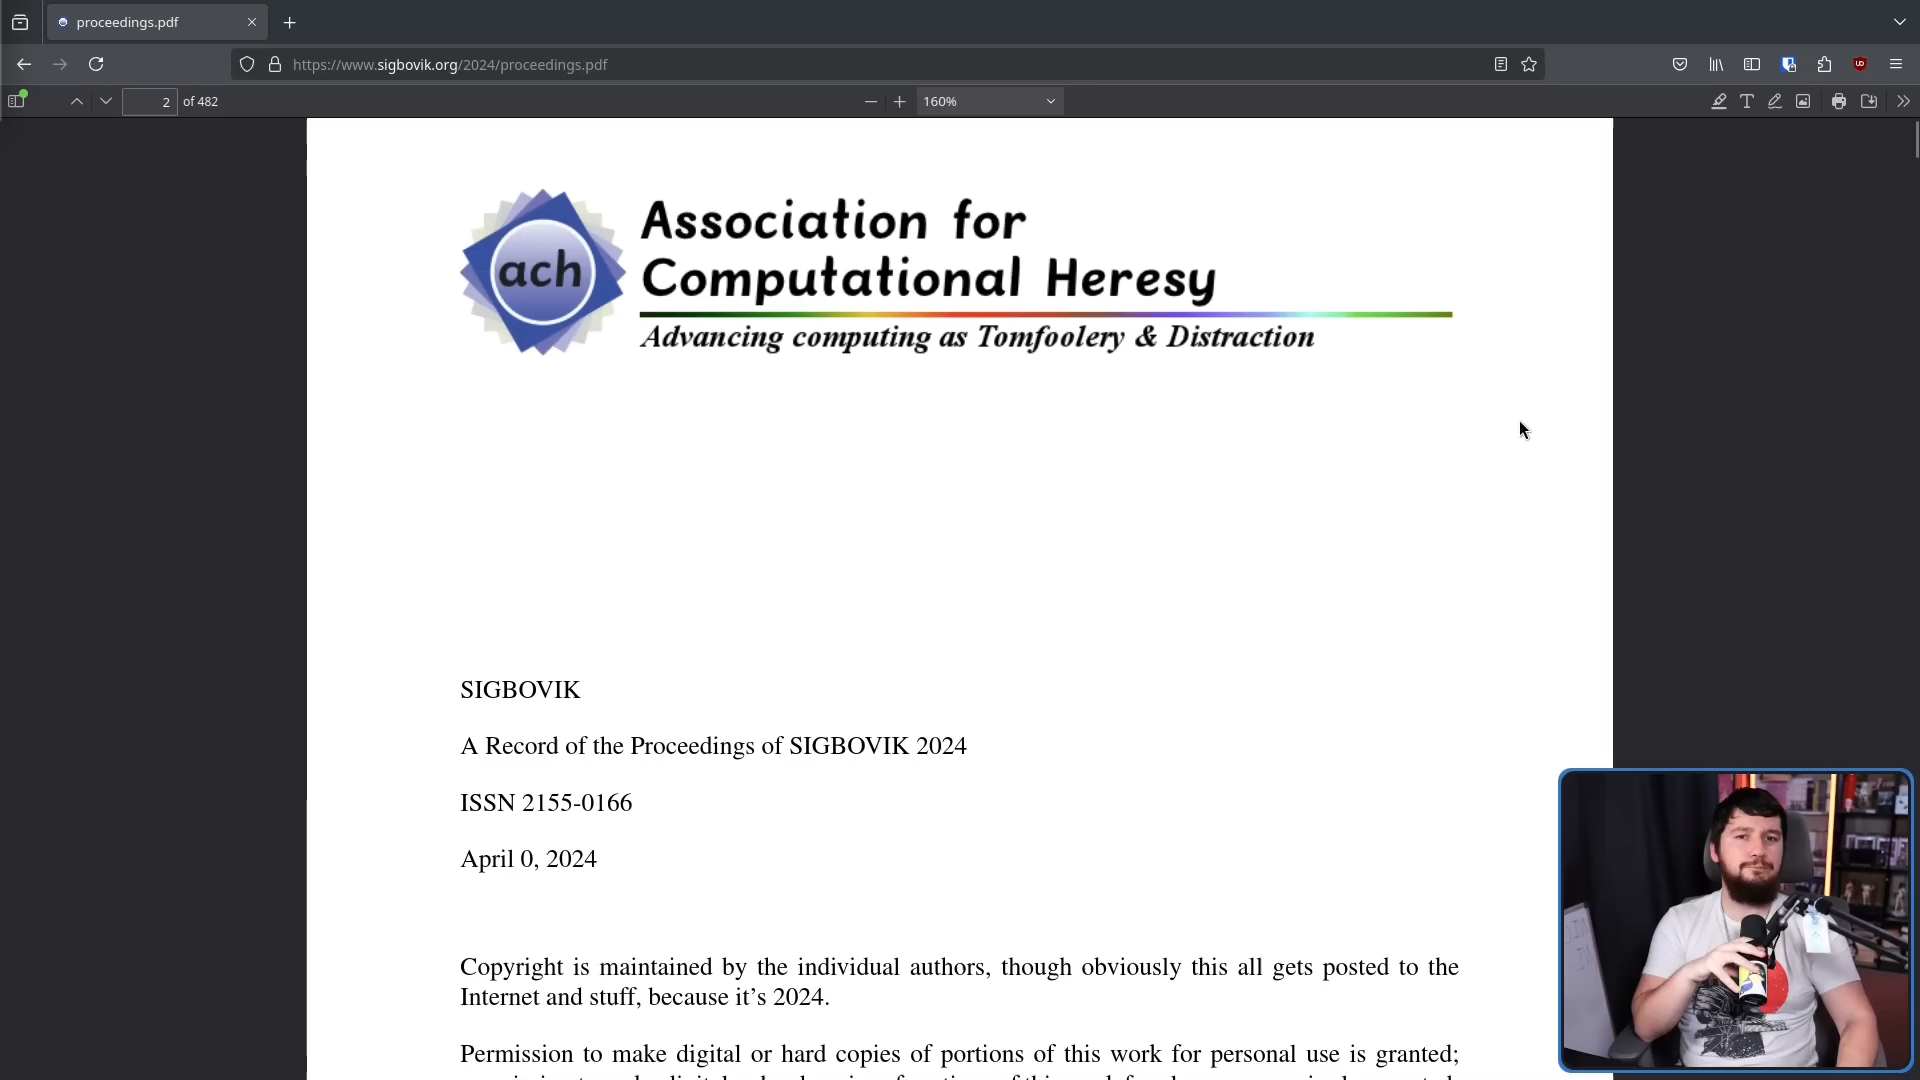 proceedings.pdf
https://www.sigbovik.org/2024/proceedings.pdf
2 of 482
160%
ach
Association for
Computational Heresy
Advancing computing as Tomfoolery & Distraction
SIGBOVIK
A Record of the Proceedings of SIGBOVIK 2024
ISSN 2155-0166
April 0, 2024
Copyright is maintained by the individual authors, though obviously this all gets posted to the
Internet and stuff, because it’s 2024.
Permission to make digital or hard copies of portions of this work for personal use is granted;